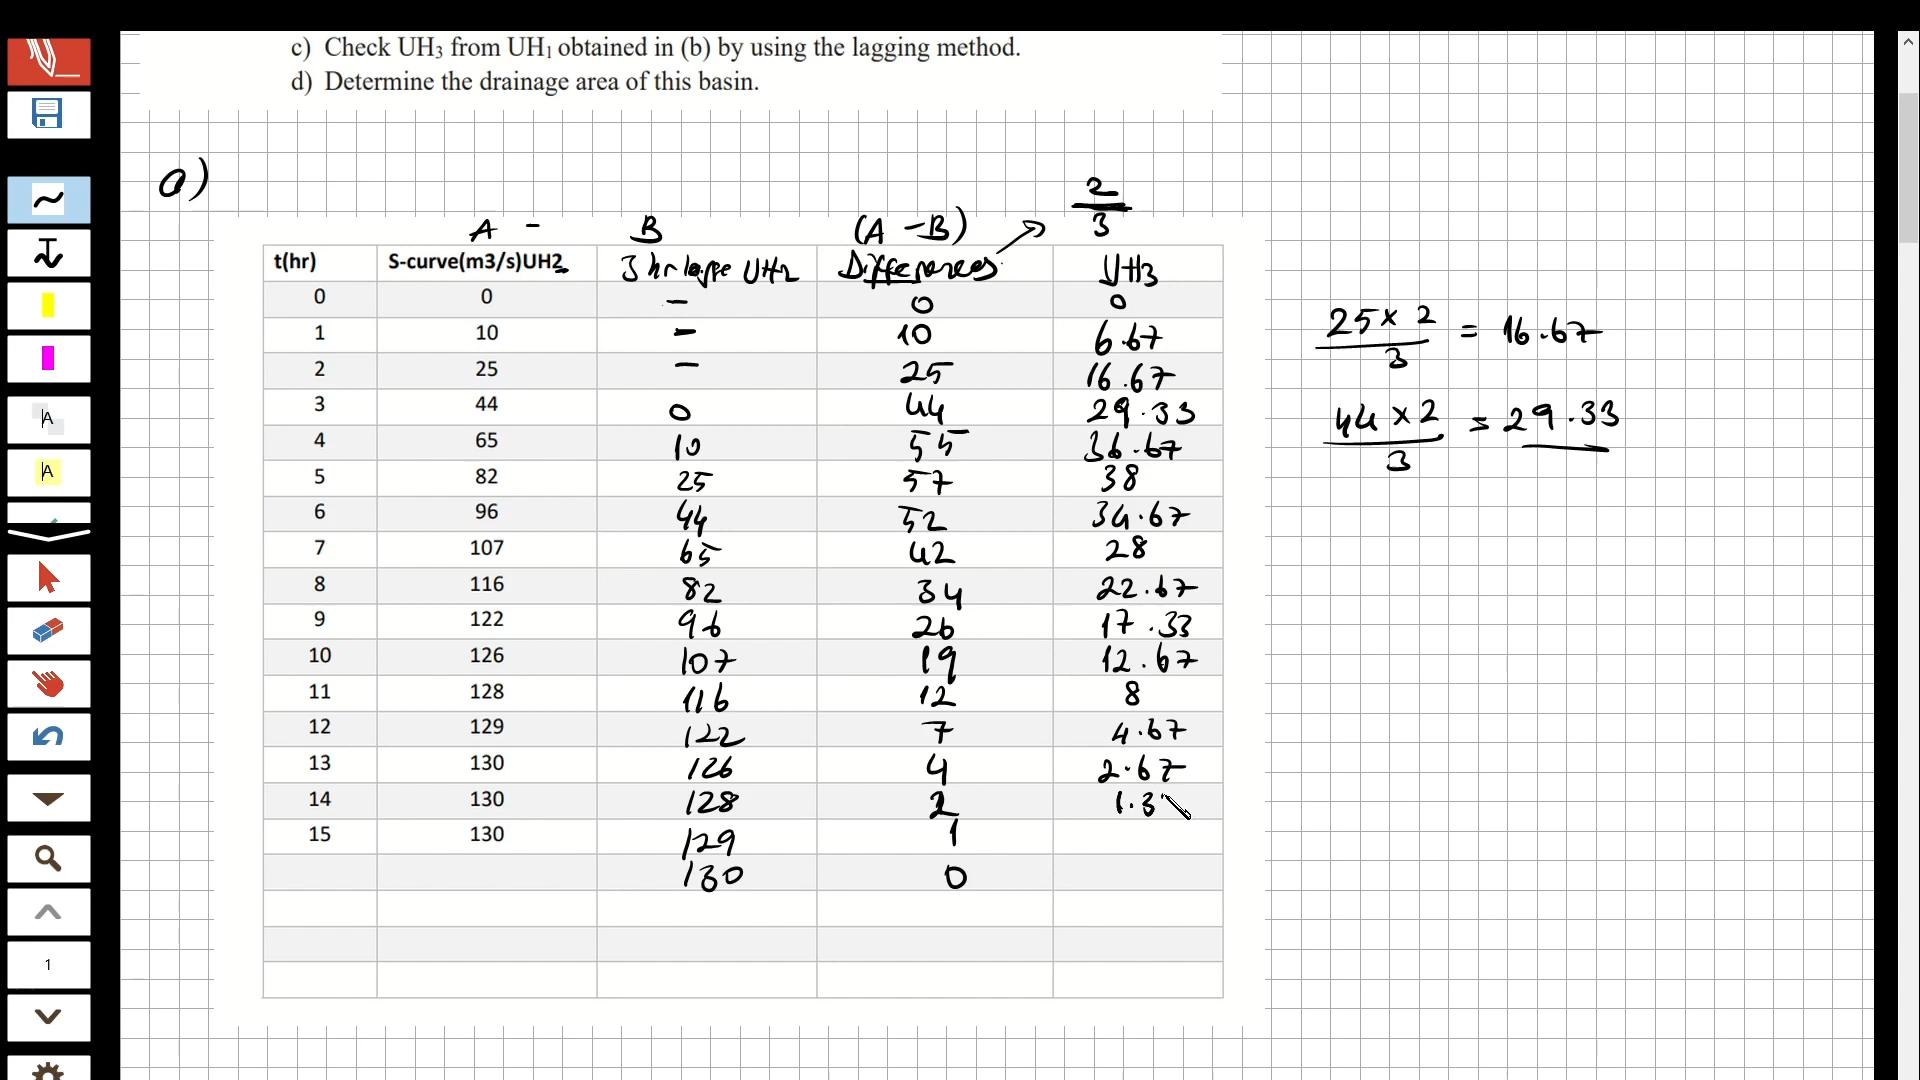 c) Check UH3 from UH1 obtained in (b) by using the lagging method.
d) Determine the drainage area of this basin.
a)
2
A - B (A - B) 3
t(hr) S-curve(m3/s)UH2 3 hr lagge UH2 Differences UH3
0 0 - 0 0
1 10 - 10 6.67
2 25 - 25 16.67
3 44 0 44 29.33
4 65 10 55 36.67
5 82 25 57 38
6 96 44 52 34.67
7 107 65 42 28
8 116 82 34 22.67
9 122 96 26 17.33
10 126 107 19 12.67
11 128 116 12 8
12 129 122 7 4.67
13 130 126 4 2.67
14 130 128 2 1.3
15 130 129 1
130 0
25 x 2 = 16.67
3
44 x 2 = 29.33
3
A
A
1